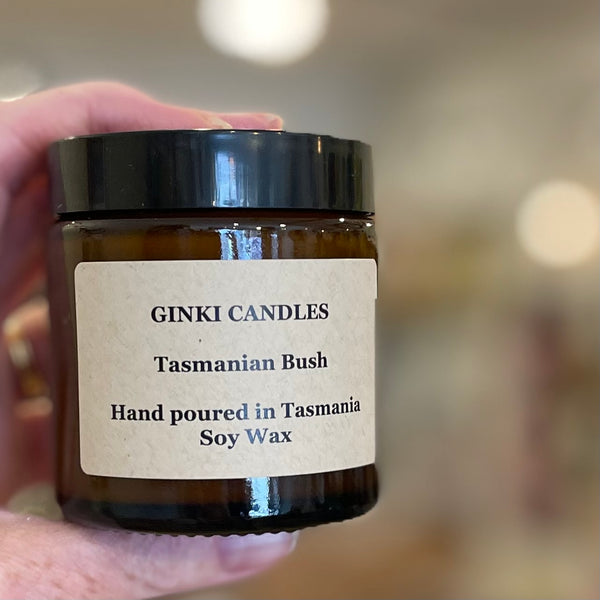 GINKI CANDLES
Tasmanian Bush
Hand poured in Tasmania
Soy Wax